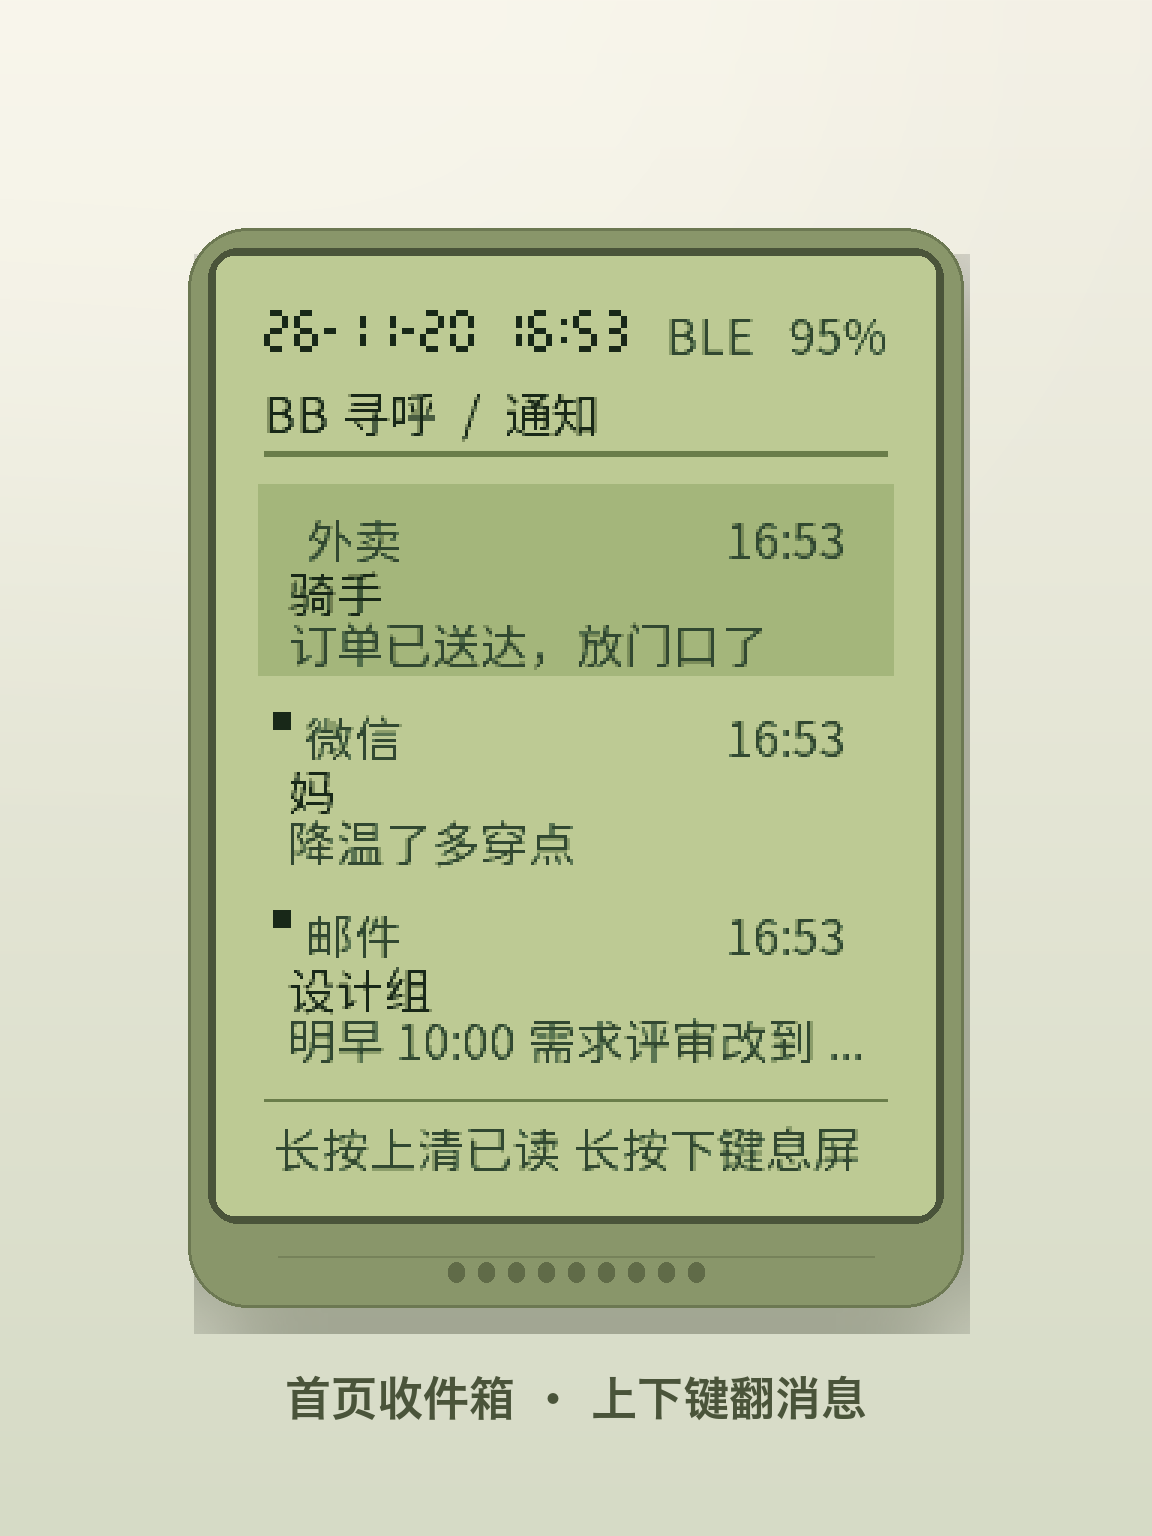 26-11-20 16:53 BLE 95%
BB 寻呼 / 通知
外卖 16:53
骑手
订单已送达，放门口了
微信 16:53
妈
降温了多穿点
邮件 16:53
设计组
明早 10:00 需求评审改到 ...
长按上清已读 长按下键息屏
首页收件箱 · 上下键翻消息